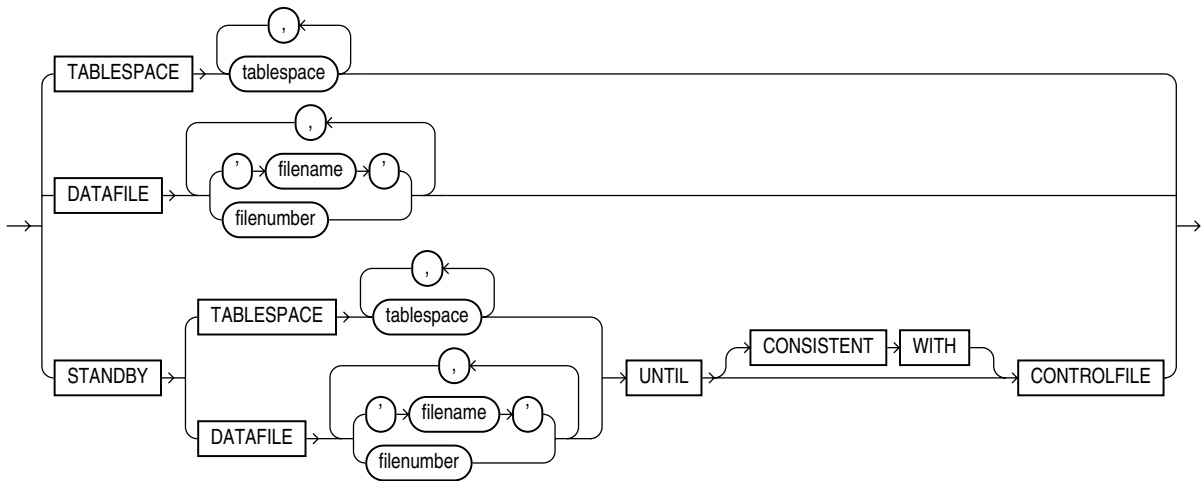 ,
TABLESPACE tablespace
,
' filename '
DATAFILE
filenumber
,
TABLESPACE tablespace
CONSISTENT WITH
STANDBY UNTIL CONTROLFILE
,
' filename '
DATAFILE
filenumber